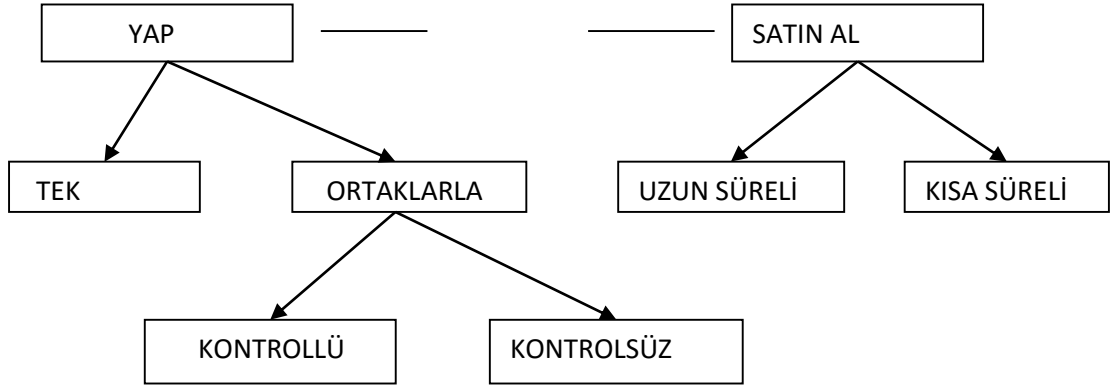 YAP
SATIN AL
TEK
ORTAKLARLA
UZUN SÜRELİ
KISA SÜRELİ
KONTROLLÜ
KONTROLSÜZ